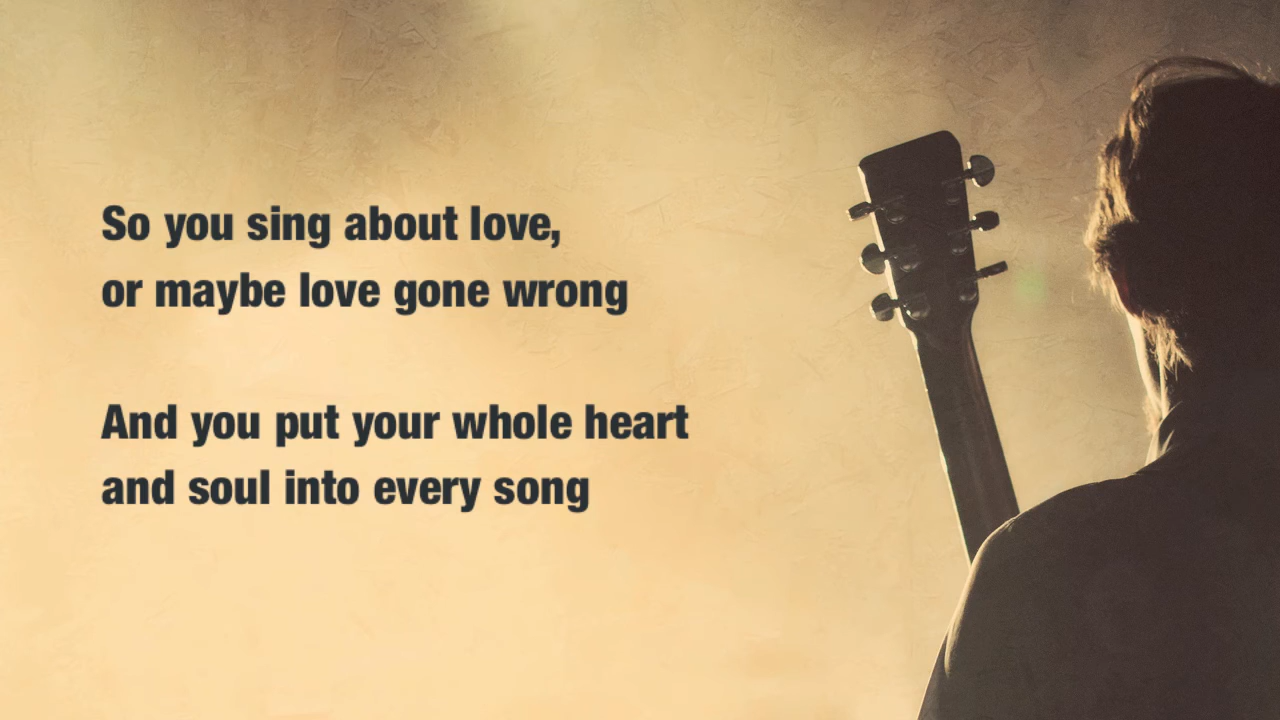 So you sing about love,
or maybe love gone wrong
And you put your whole heart
and soul into every song